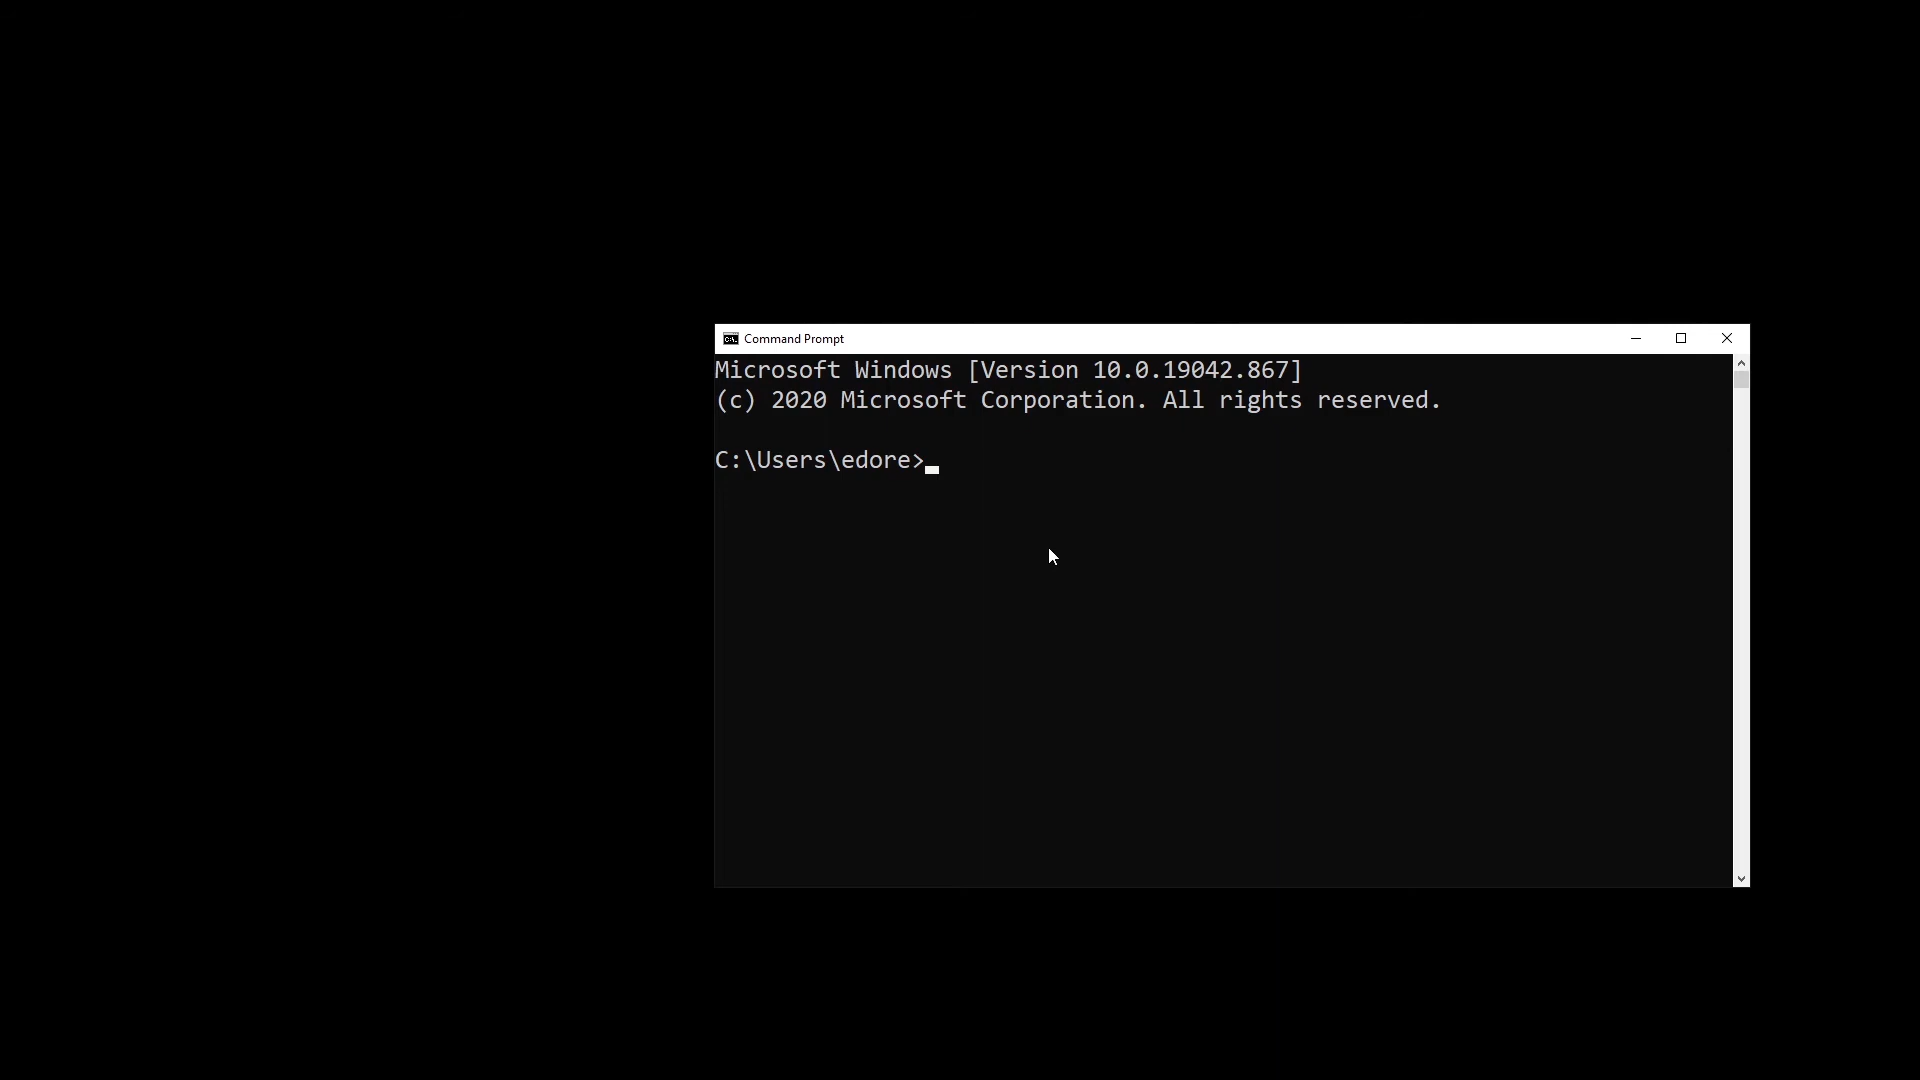 Command Prompt
Microsoft Windows [Version 10.0.19042.867]
(c) 2020 Microsoft Corporation. All rights reserved.
C:\Users\edore>